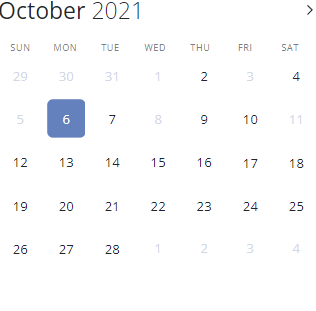 October 2021
SUN MON TUE WED THU FRI SAT
29 30 31 1 2 3 4
5 6 7 8 9 10 11
12 13 14 15 16 17 18
19 20 21 22 23 24 25
26 27 28 1 2 3 4